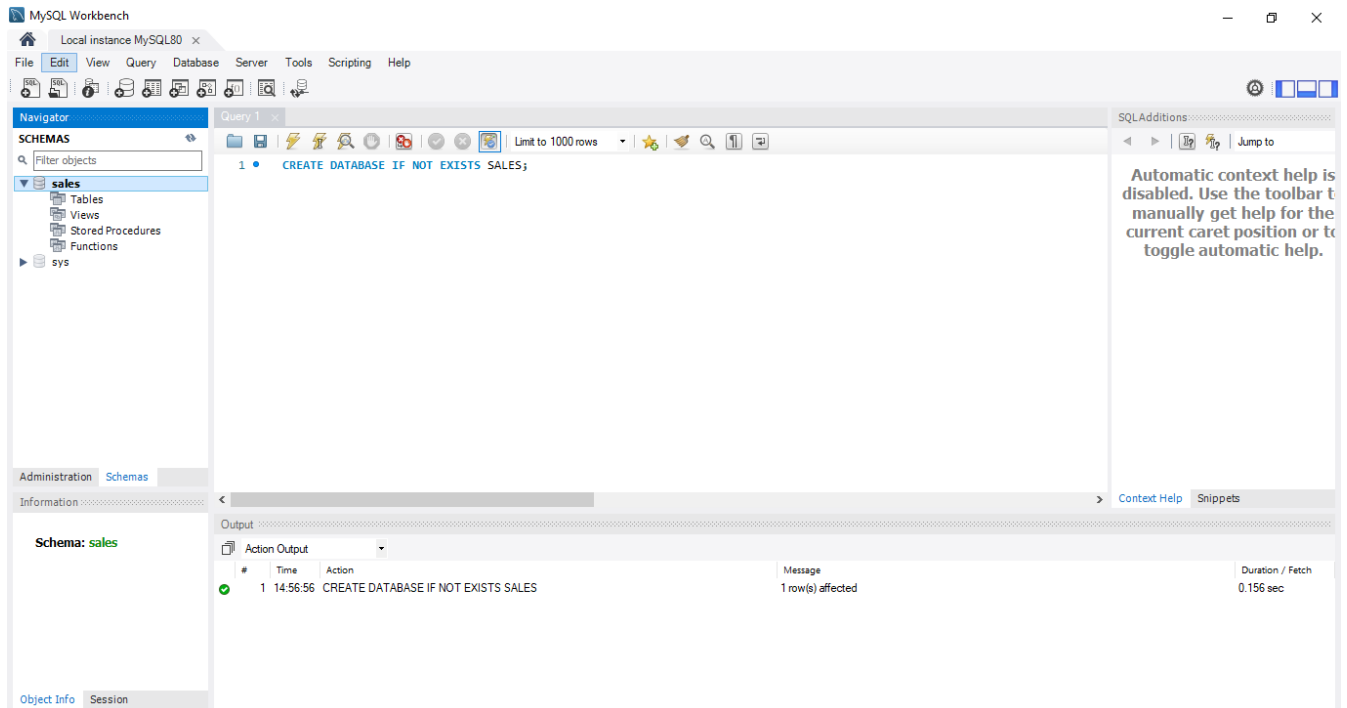 MySQL Workbench
Local instance MySQL80
File Edit View Query Database Server Tools Scripting Help
Navigator
SCHEMAS
Filter objects
sales
Tables
Views
Stored Procedures
Functions
sys
Administration Schemas
Information
Schema: sales
Object Info Session
Query 1
Limit to 1000 rows
1 CREATE DATABASE IF NOT EXISTS SALES;
Output
Action Output
# Time Action Message Duration / Fetch
1 14:56:56 CREATE DATABASE IF NOT EXISTS SALES 1 row(s) affected 0.156 sec
SQLAdditions
Jump to
Automatic context help is
disabled. Use the toolbar t
manually get help for the
current caret position or to
toggle automatic help.
Context Help Snippets